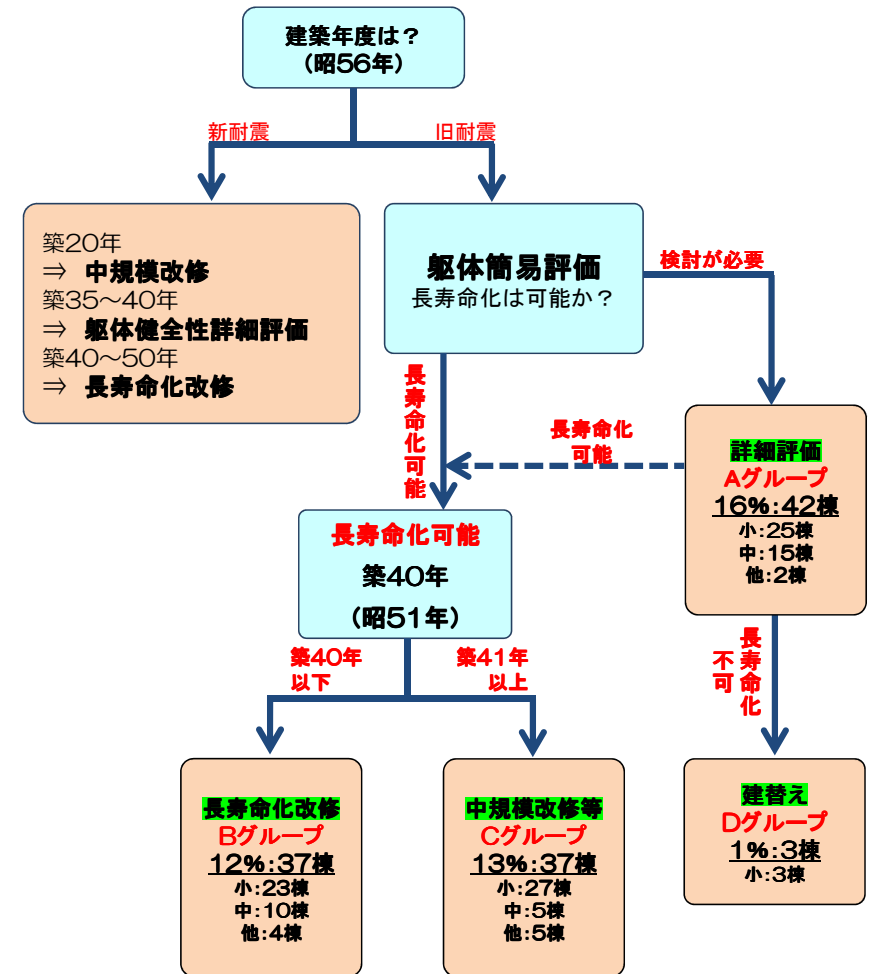 建築年度は？
（昭56年）
新耐震
旧耐震
築20年
⇒ 中規模改修
築35～40年
⇒ 躯体健全性詳細評価
築40～50年
⇒ 長寿命化改修
躯体簡易評価
長寿命化は可能か？
検討が必要
長寿命化可能
長寿命化
可能
詳細評価
Aグループ
16%:42棟
小:25棟
中:15棟
他:2棟
長寿命化可能
築40年
（昭51年）
築40年
以下
築41年
以上
長寿命化
不可
長寿命化改修
Bグループ
12%:37棟
小:23棟
中:10棟
他:4棟
中規模改修等
Cグループ
13%:37棟
小:27棟
中:5棟
他:5棟
建替え
Dグループ
1%:3棟
小:3棟